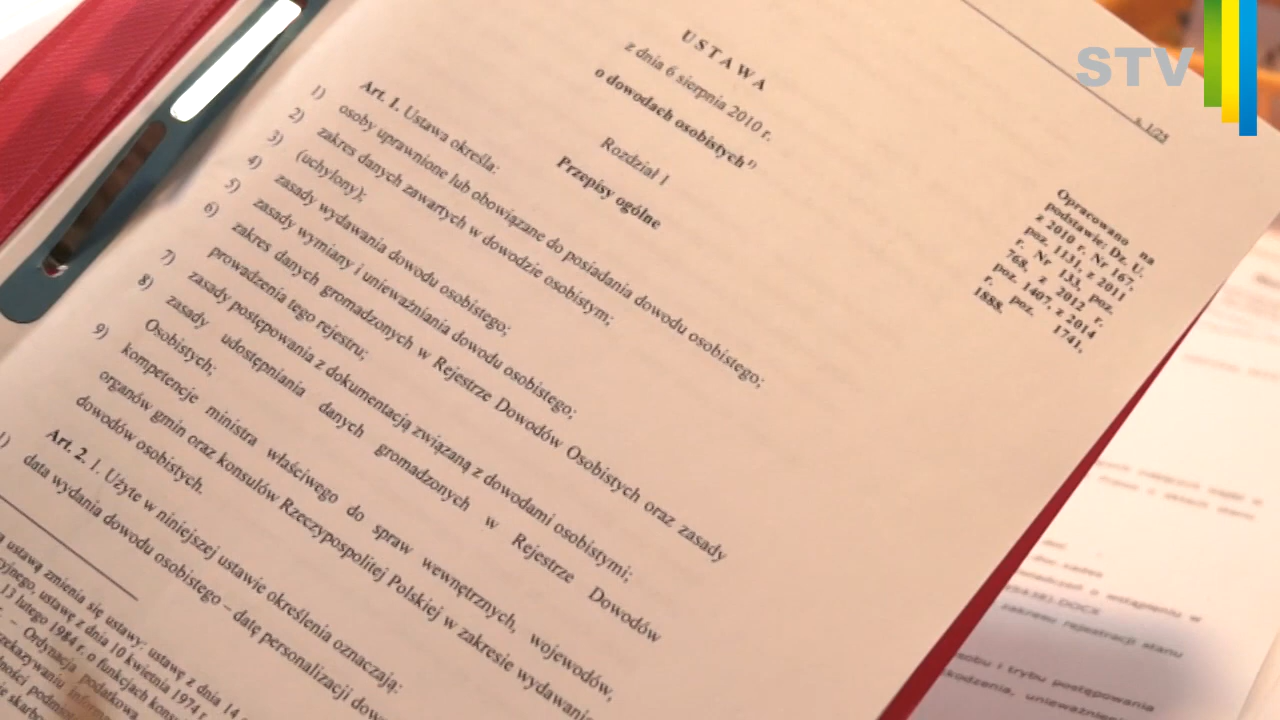 STV
s. 1/25
USTAWA
z dnia 6 sierpnia 2010 r.
o dowodach osobistych1)
Rozdział 1
Przepisy ogólne
Opracowano na
podstawie: Dz. U.
z 2010 r. Nr 167,
poz. 1131, z 2011
r. Nr 133, poz.
768, z 2012 r.
poz. 1407, z 2014
r. poz. 1741,
1888.
Art. 1. Ustawa określa:
1) osoby uprawnione lub obowiązane do posiadania dowodu osobistego;
2) zakres danych zawartych w dowodzie osobistym;
3) (uchylony);
4) zasady wydawania dowodu osobistego;
5) zasady wymiany i unieważniania dowodu osobistego;
6) zakres danych gromadzonych w Rejestrze Dowodów Osobistych oraz zasady
prowadzenia tego rejestru;
7) zasady postępowania z dokumentacją związaną z dowodami osobistymi;
8) zasady udostępniania danych gromadzonych w Rejestrze Dowodów
Osobistych;
9) kompetencje ministra właściwego do spraw wewnętrznych, wojewodów,
organów gmin oraz konsulów Rzeczypospolitej Polskiej w zakresie wydawania
dowodów osobistych.
Art. 2. 1. Użyte w niniejszej ustawie określenia oznaczają:
1) data wydania dowodu osobistego – datę personalizacji
ustawą zmienia się ustawy: ustawę z dnia 14
ustawę z dnia 10 kwietnia 1974 r.
13 lutego 1984 r. o funkcjach
– Ordynacja podatkowa
zakresu rejestracji stanu
i trybu postępowania